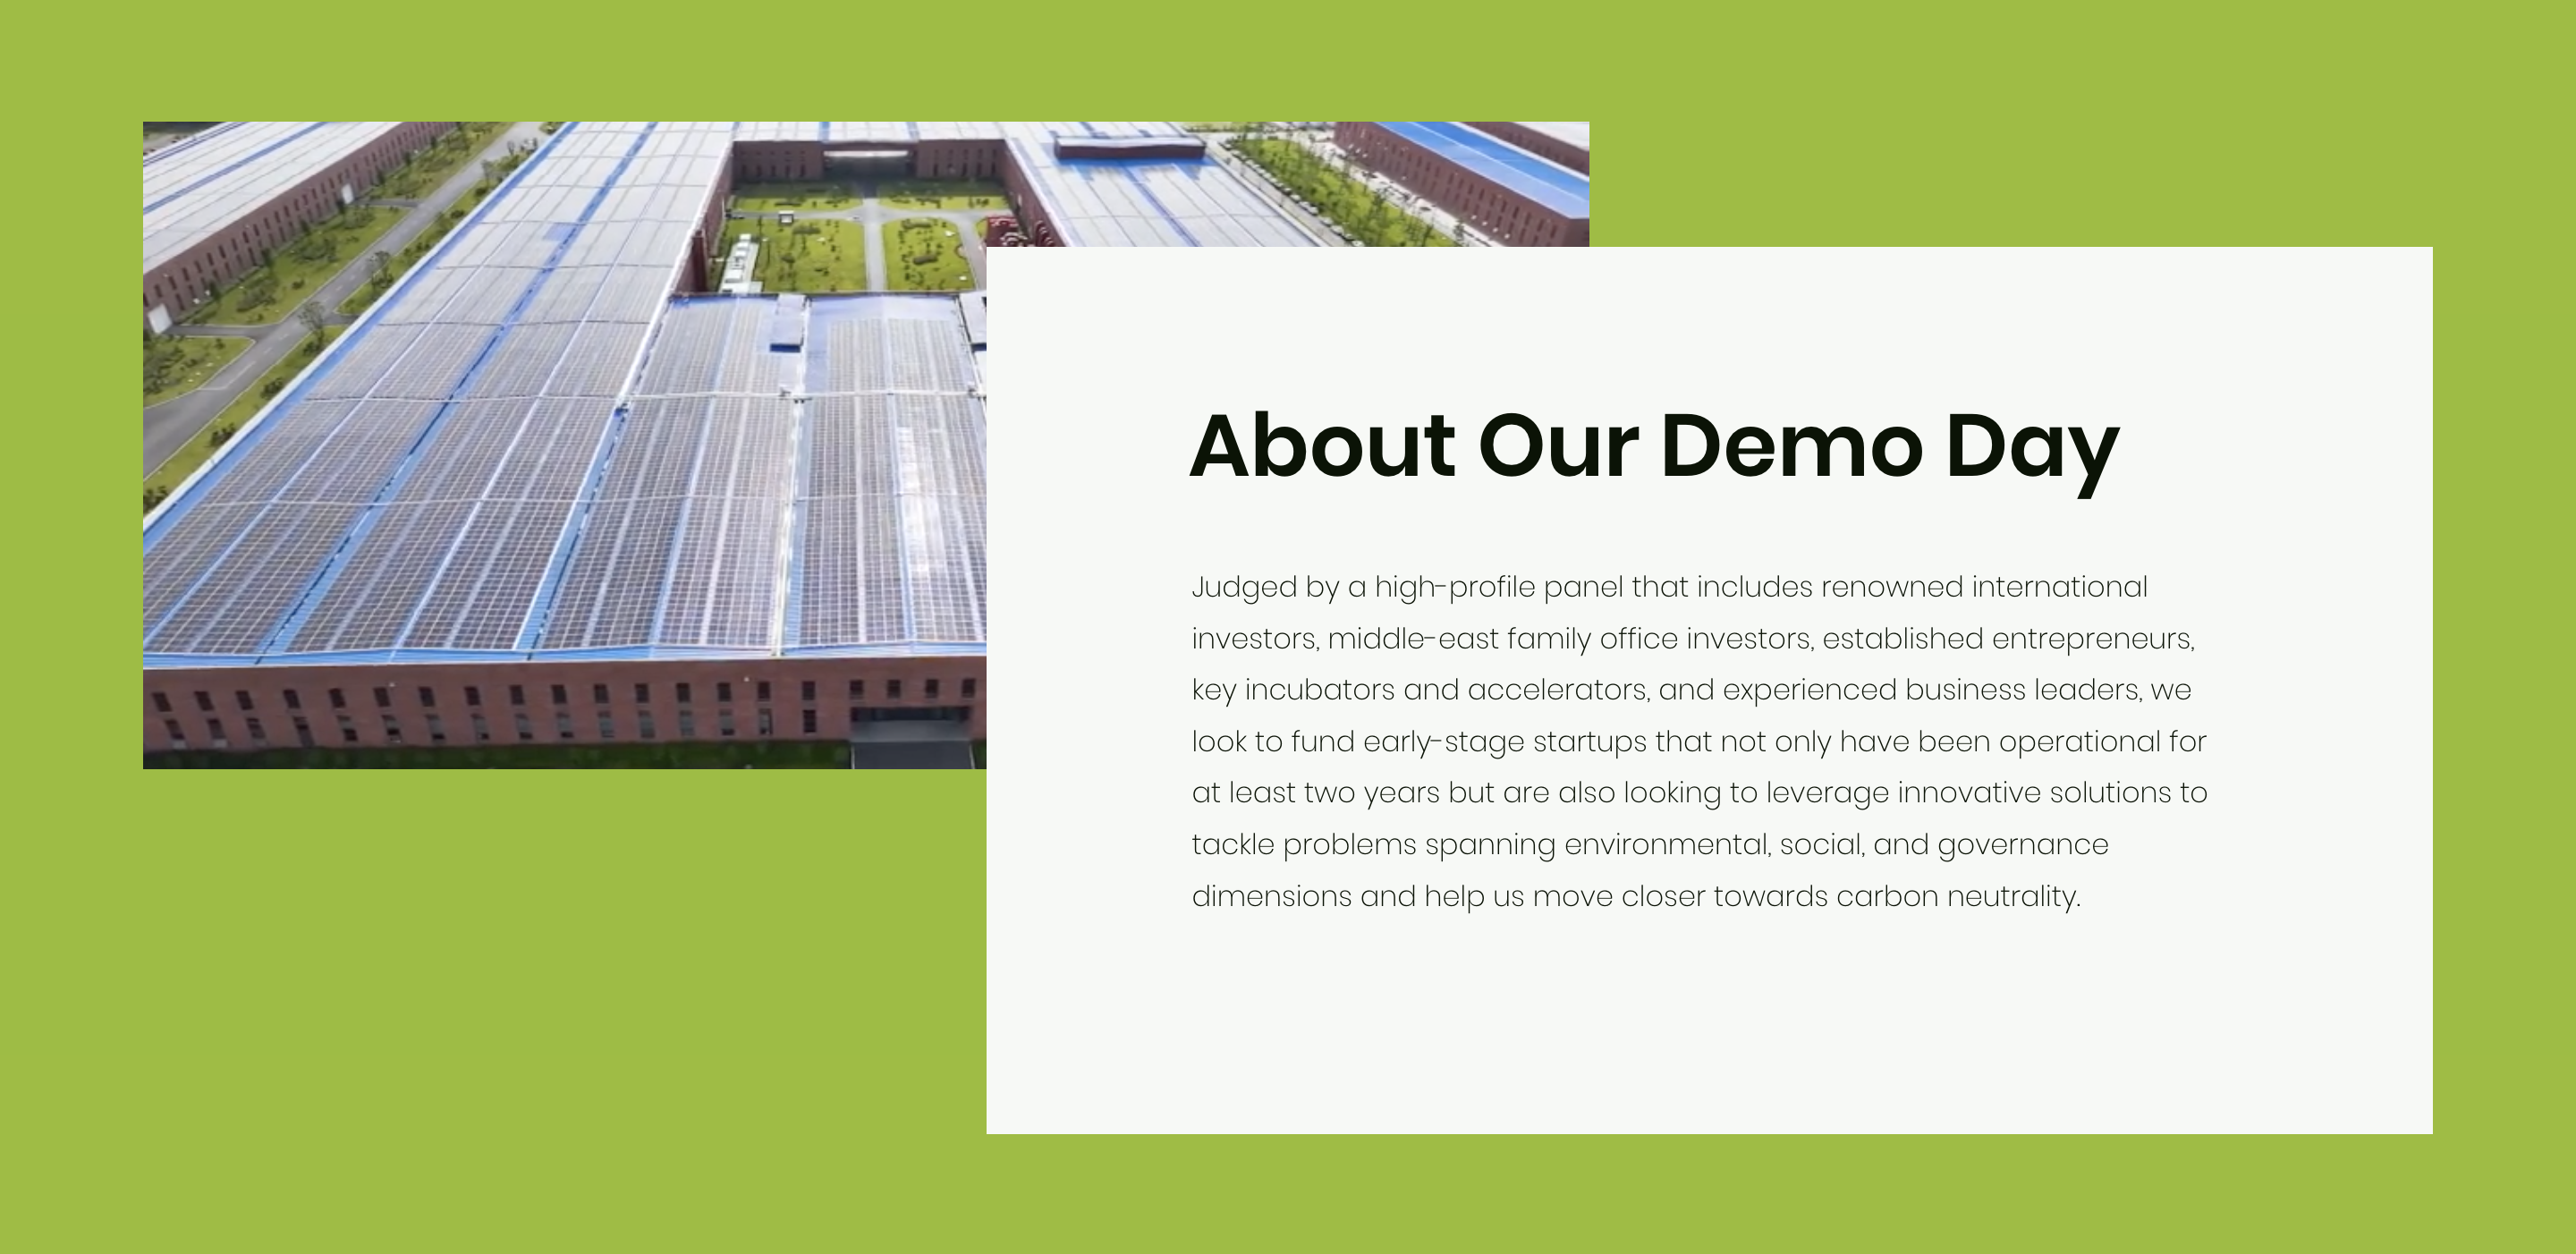 About Our Demo Day
Judged by a high-profile panel that includes renowned international
investors, middle-east family office investors, established entrepreneurs,
key incubators and accelerators, and experienced business leaders, we
look to fund early-stage startups that not only have been operational for
at least two years but are also looking to leverage innovative solutions to
tackle problems spanning environmental, social, and governance
dimensions and help us move closer towards carbon neutrality.